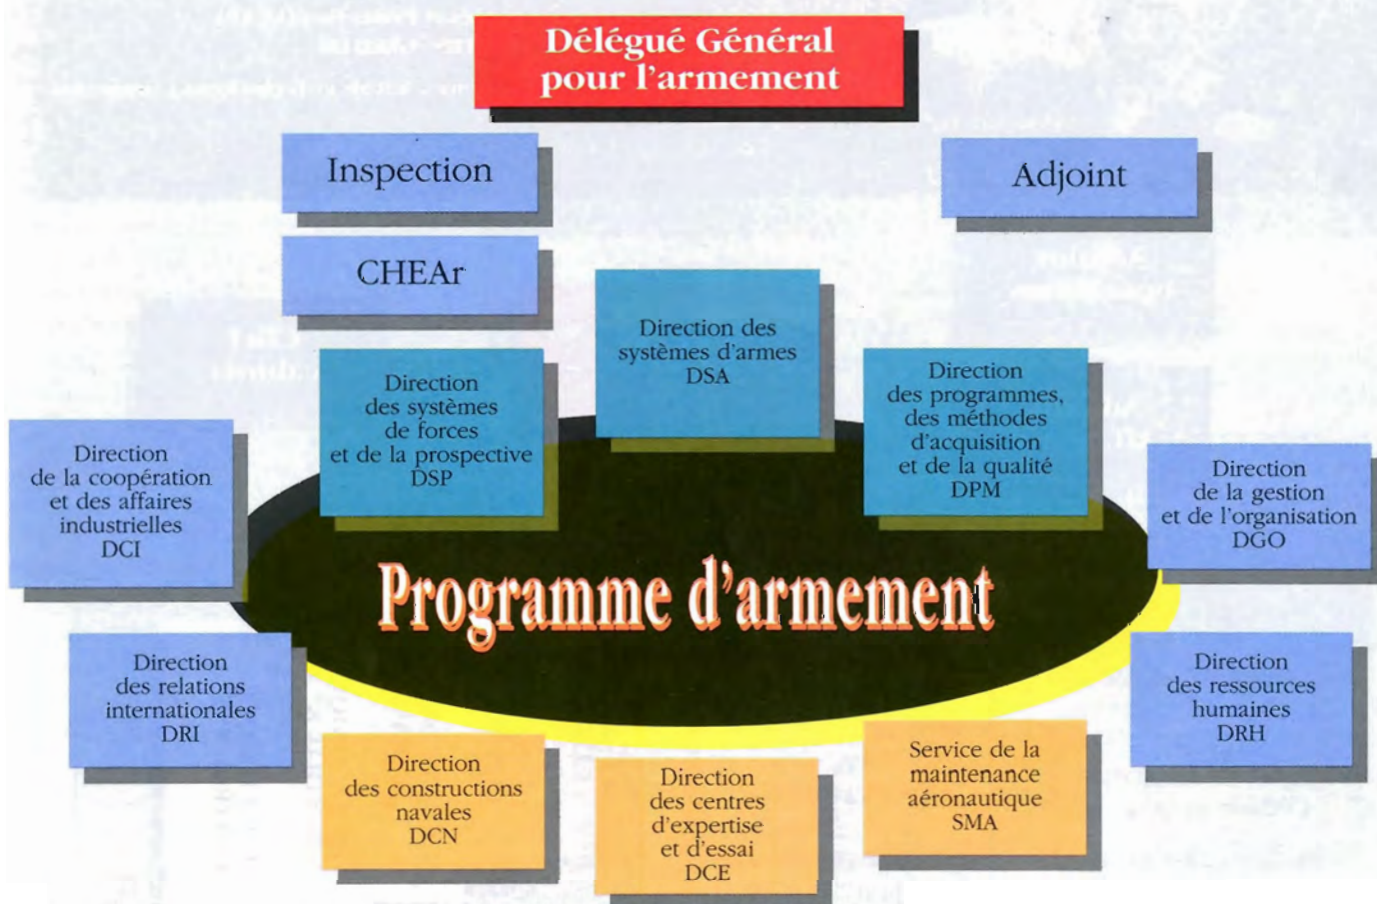 Délégué Général
pour l'armement
Inspection
Adjoint
CHEAr
Direction des
systèmes d'armes
DSA
Direction
des systèmes
de forces
et de la prospective
DSP
Direction
des programmes,
des méthodes
d'acquisition
et de la qualité
DPM
Direction
de la coopération
et des affaires
industrielles
DCI
Direction
de la gestion
et de l'organisation
DGO
Programme d'armement
Direction
des relations
internationales
DRI
Direction
des ressources
humaines
DRH
Direction
des constructions
navales
DCN
Direction
des centres
d'expertise
et d'essai
DCE
Service de la
maintenance
aéronautique
SMA